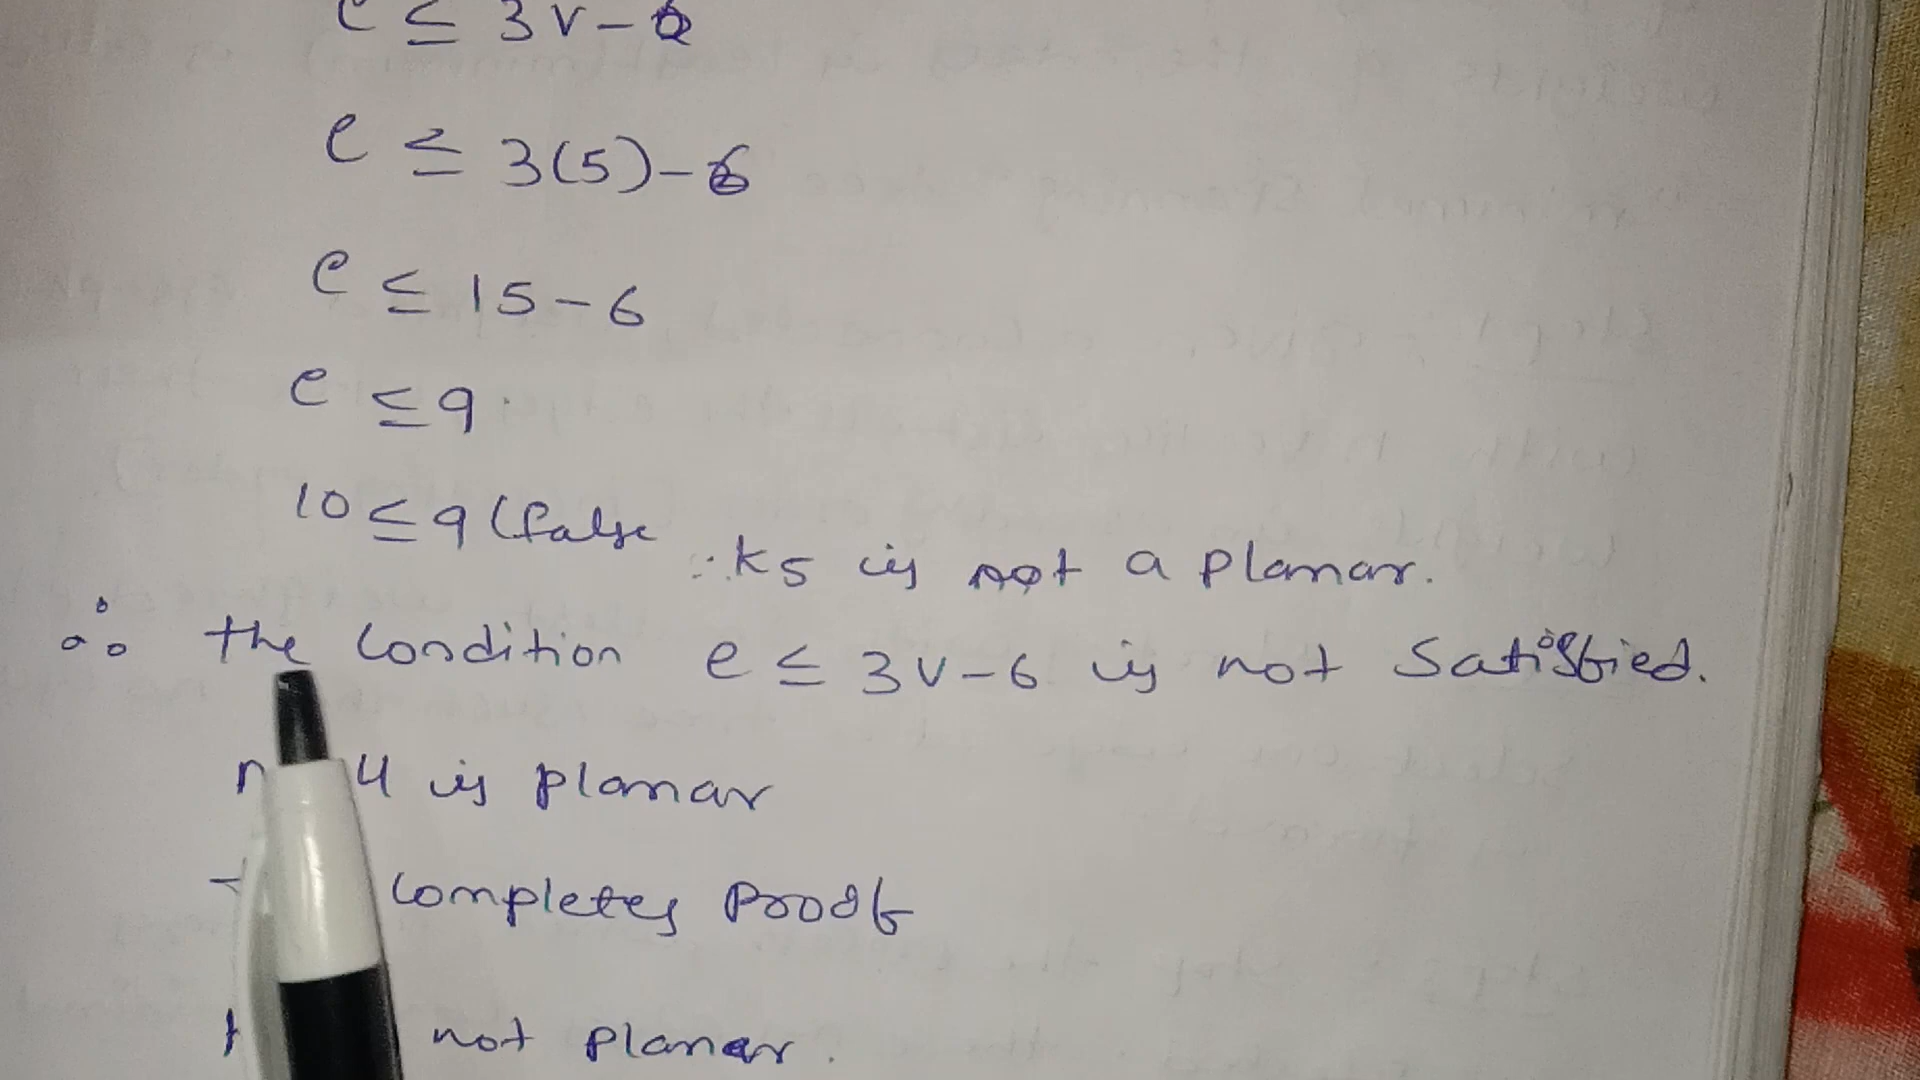 e ≤ 3v-6
e ≤ 3(5)-6
e ≤ 15-6
e ≤ 9
10 ≤ 9 (false
∴ k5 is not a planar.
∴ the condition e ≤ 3v-6 is not satisfied.
4 is planar
completes proof
not planar.